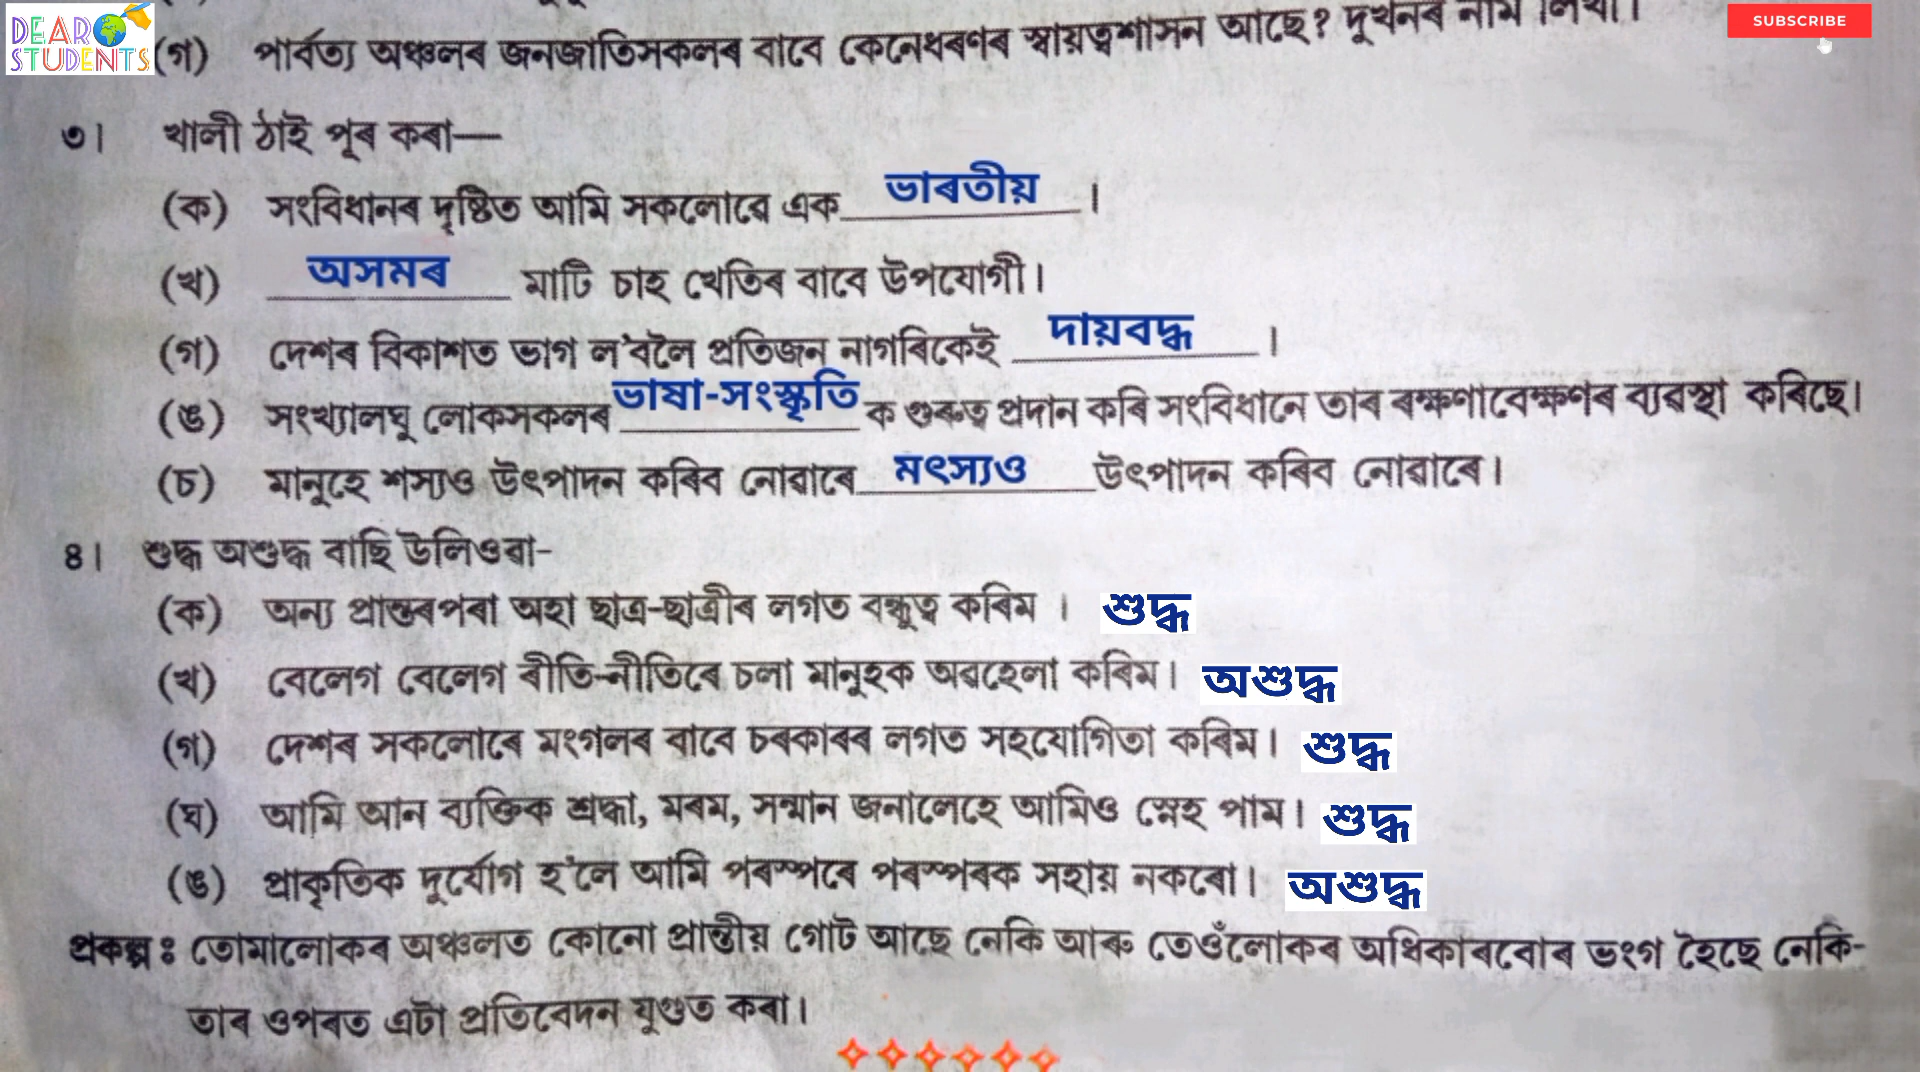 DEAR STUDENTS
SUBSCRIBE
(গ) পাৰ্বত্য অঞ্চলৰ জনজাতিসকলৰ বাবে কেনেধৰণৰ স্বায়ত্বশাসন আছে? দুখনৰ নাম লিখা।
৩। খালী ঠাই পূৰ কৰা—
(ক) সংবিধানৰ দৃষ্টিত আমি সকলোৱে এক ভাৰতীয় ।
(খ) অসমৰ মাটি চাহ খেতিৰ বাবে উপযোগী।
(গ) দেশৰ বিকাশত ভাগ ল'বলৈ প্ৰতিজন নাগৰিকেই দায়বদ্ধ ।
(ঙ) সংখ্যালঘু লোকসকলৰ ভাষা-সংস্কৃতি ক গুৰুত্ব প্ৰদান কৰি সংবিধানে তাৰ ৰক্ষণাবেক্ষণৰ ব্যৱস্থা কৰিছে।
(চ) মানুহে শস্যও উৎপাদন কৰিব নোৱাৰে মৎস্যও উৎপাদন কৰিব নোৱাৰে।
৪। শুদ্ধ অশুদ্ধ বাছি উলিওৱা-
(ক) অন্য প্ৰান্তৰপৰা অহা ছাত্ৰ-ছাত্ৰীৰ লগত বন্ধুত্ব কৰিম । শুদ্ধ
(খ) বেলেগ বেলেগ ৰীতি-নীতিৰে চলা মানুহক অৱহেলা কৰিম। অশুদ্ধ
(গ) দেশৰ সকলোৰে মংগলৰ বাবে চৰকাৰৰ লগত সহযোগিতা কৰিম। শুদ্ধ
(ঘ) আমি আন ব্যক্তিক শ্ৰদ্ধা, মৰম, সন্মান জনালেহে আমিও স্নেহ পাম। শুদ্ধ
(ঙ) প্ৰাকৃতিক দুৰ্যোগ হ'লে আমি পৰস্পৰে পৰস্পৰক সহায় নকৰো। অশুদ্ধ
প্ৰকল্প ঃ তোমালোকৰ অঞ্চলত কোনো প্ৰান্তীয় গোট আছে নেকি আৰু তেওঁলোকৰ অধিকাৰবোৰ ভংগ হৈছে নেকি-
তাৰ ওপৰত এটা প্ৰতিবেদন যুগুত কৰা।